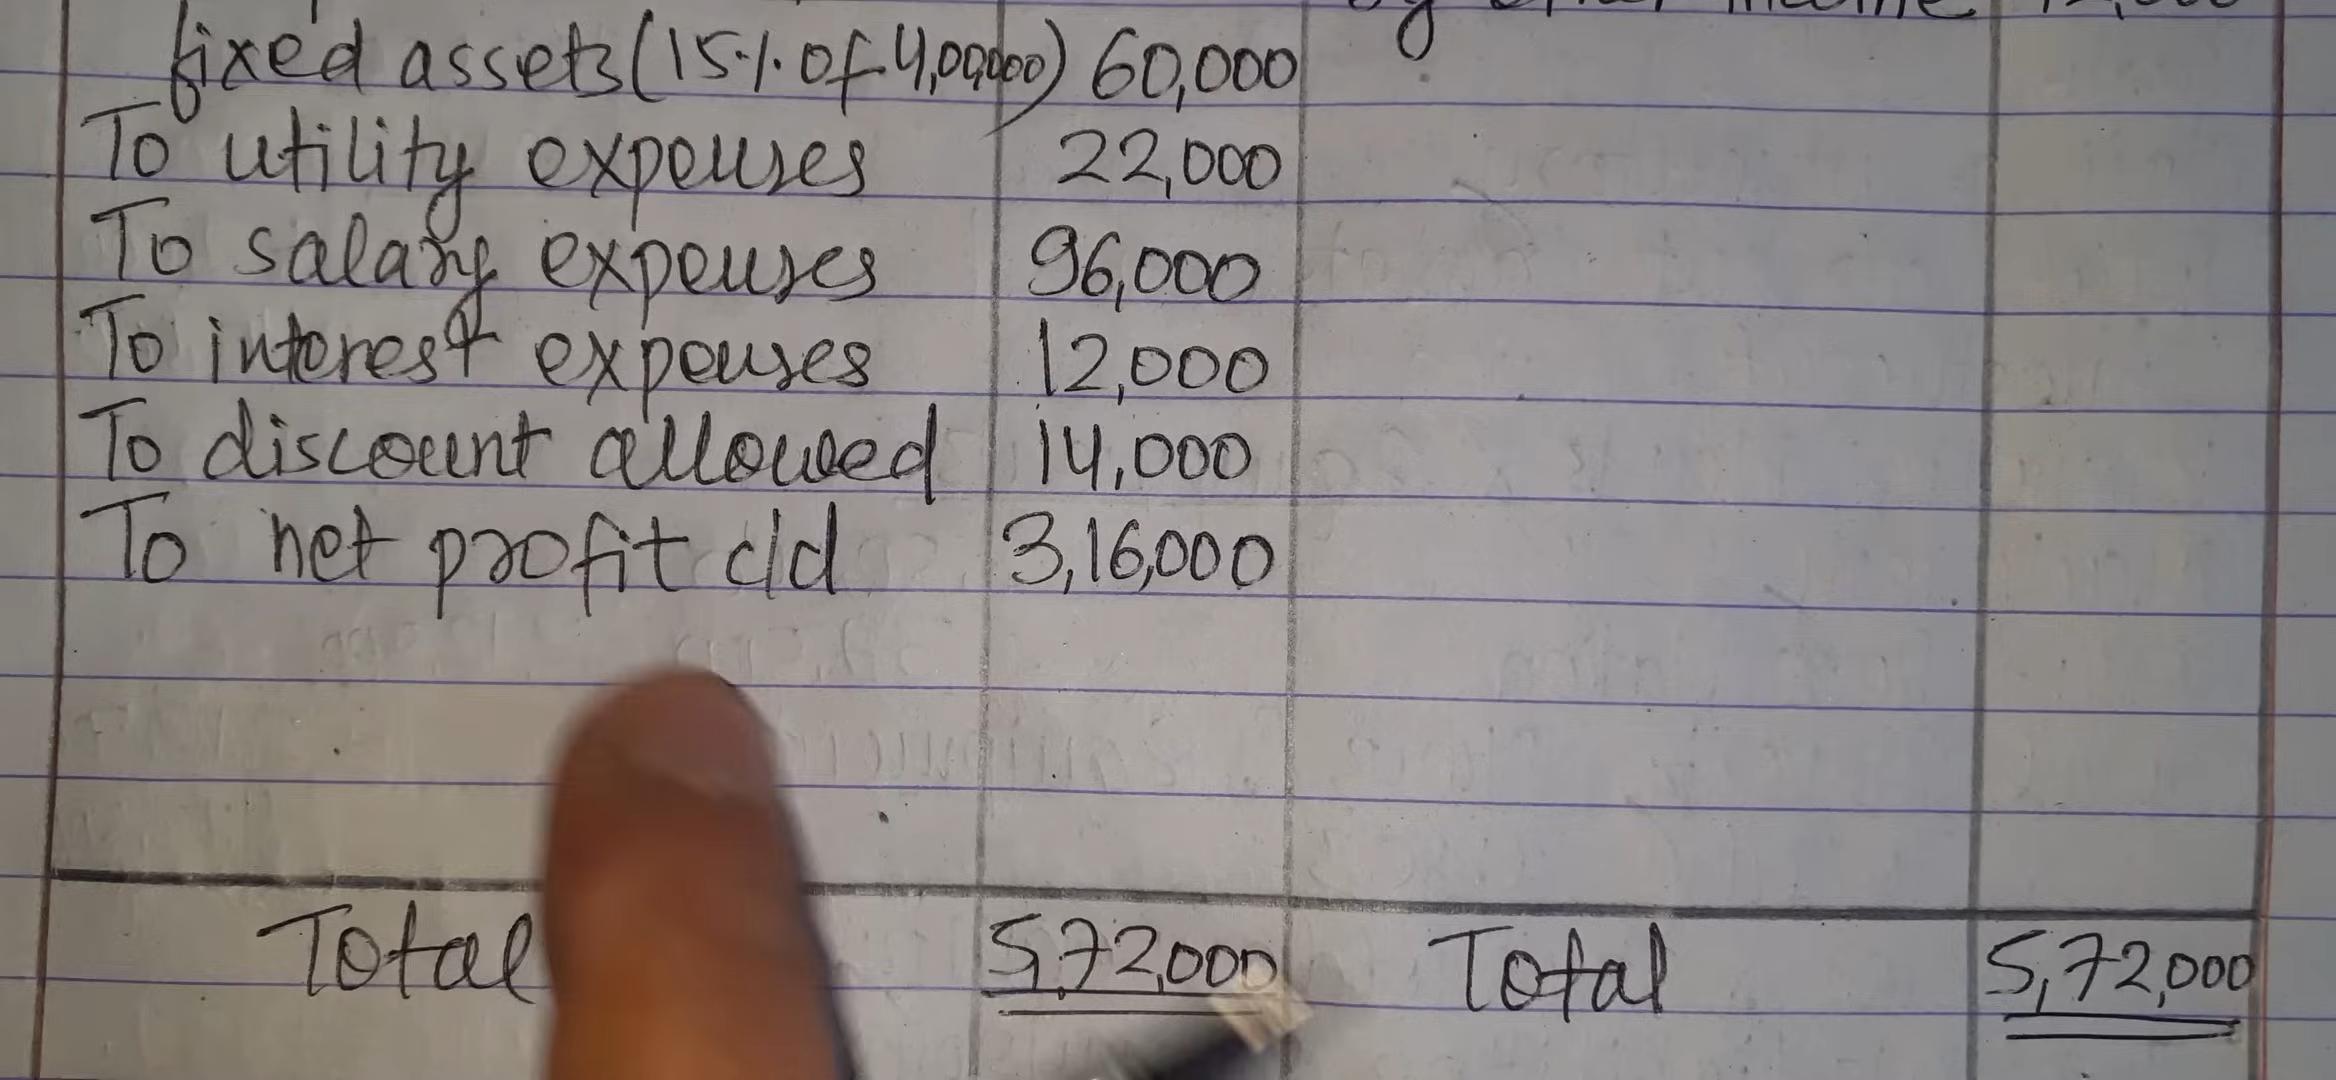 fixed assets (15% of 4,00,000) 60,000
To utility expenses 22,000
To salary expenses 96,000
To interest expenses 12,000
To discount allowed 14,000
To net profit c/d 3,16,000
Total 5,72,000 Total 5,72,000